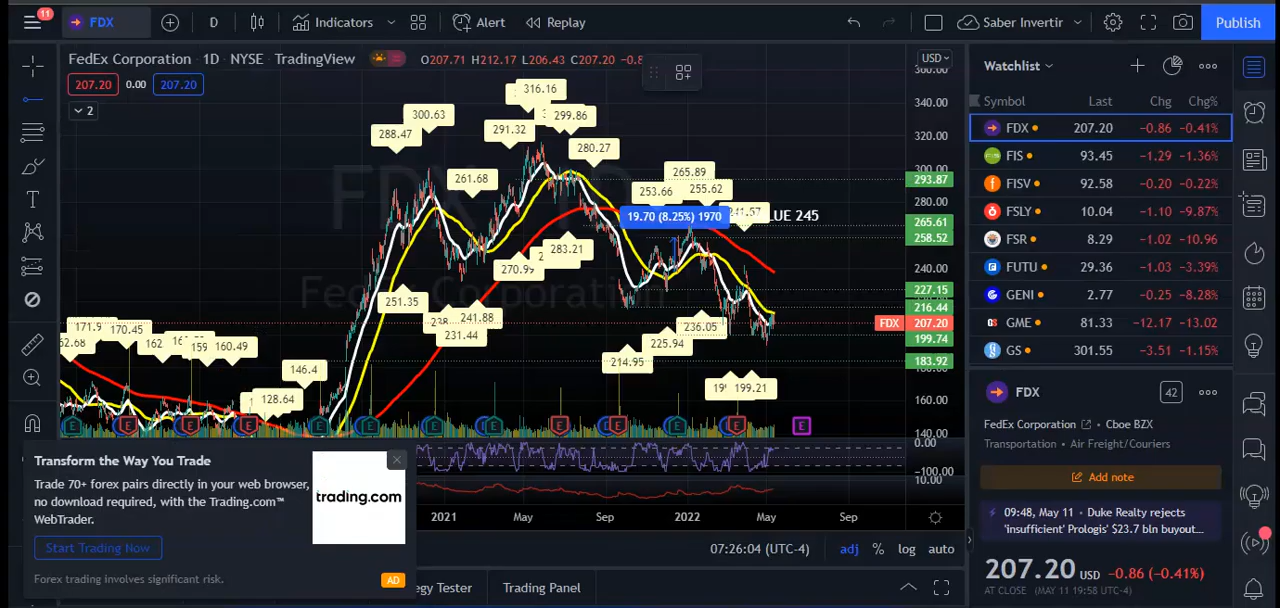 11 FDX D Indicators Alert Replay Saber Invertir Publish
FedEx Corporation · 1D · NYSE · TradingView O207.71 H212.17 L206.43 C207.20
207.20 0.00 207.20
2
USD
340.00
320.00
300.00
293.87
280.00
265.61
258.52
240.00
227.15
216.44
FDX 207.20
199.74
183.92
160.00
140.00
0.00
-100.00
10.00
316.16
300.63
299.86
288.47
291.32
280.27
261.68
265.89
253.66 255.62
19.70 (8.25%) 1970
LUE 245
283.21
270.99
251.35
241.88
231.44
236.05
225.94
214.95
199.21
170.45
160.49
146.4
128.64
FDX
FedEx Corporation
E
2021 May Sep 2022 May Sep
07:26:04 (UTC-4) adj % log auto
Tester Trading Panel
Transform the Way You Trade
Trade 70+ forex pairs directly in your web browser,
no download required, with the Trading.com™
WebTrader.
Start Trading Now
Forex trading involves significant risk.
trading.com
AD
Watchlist
Symbol Last Chg Chg%
FDX 207.20 −0.86 −0.41%
FIS 93.45 −1.29 −1.36%
FISV 92.58 −0.20 −0.22%
FSLY 10.04 −1.10 −9.87%
FSR 8.29 −1.02 −10.96
FUTU 29.36 −1.03 −3.39%
GENI 2.77 −0.25 −8.28%
GME 81.33 −12.17 −13.02
GS 301.55 −3.51 −1.15%
FDX 42
FedEx Corporation • Cboe BZX
Transportation • Air Freight/Couriers
Add note
09:48, May 11 • Duke Realty rejects
'insufficient' Prologis' $23.7 bln buyout...
207.20 USD −0.86 (−0.41%)
AT CLOSE (MAY 11 19:58 UTC-4)